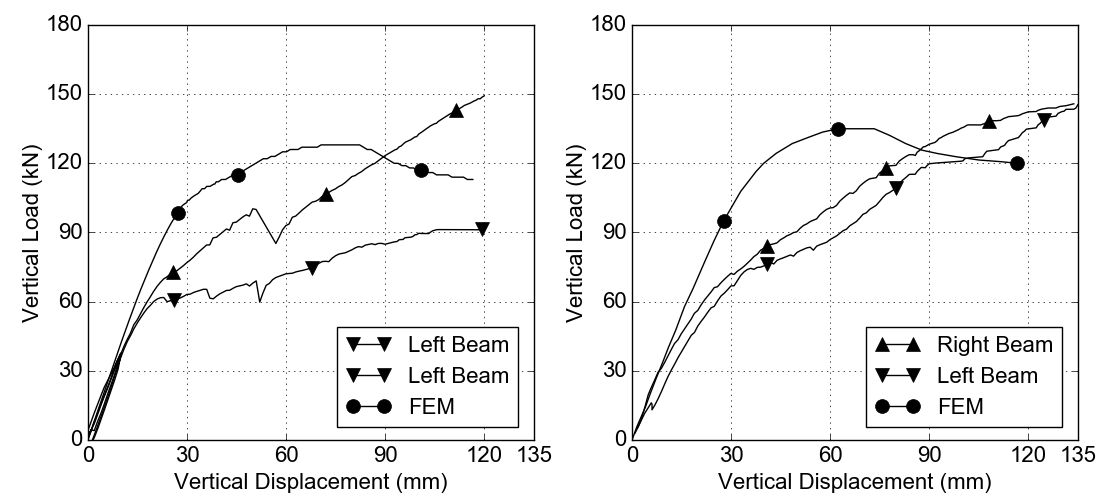 180
150
120
90
60
30
0
Vertical Load (kN)
Left Beam
Left Beam
FEM
0 30 60 90 120 135
Vertical Displacement (mm)
180
150
120
90
60
30
0
Vertical Load (kN)
Right Beam
Left Beam
FEM
0 30 60 90 120 135
Vertical Displacement (mm)